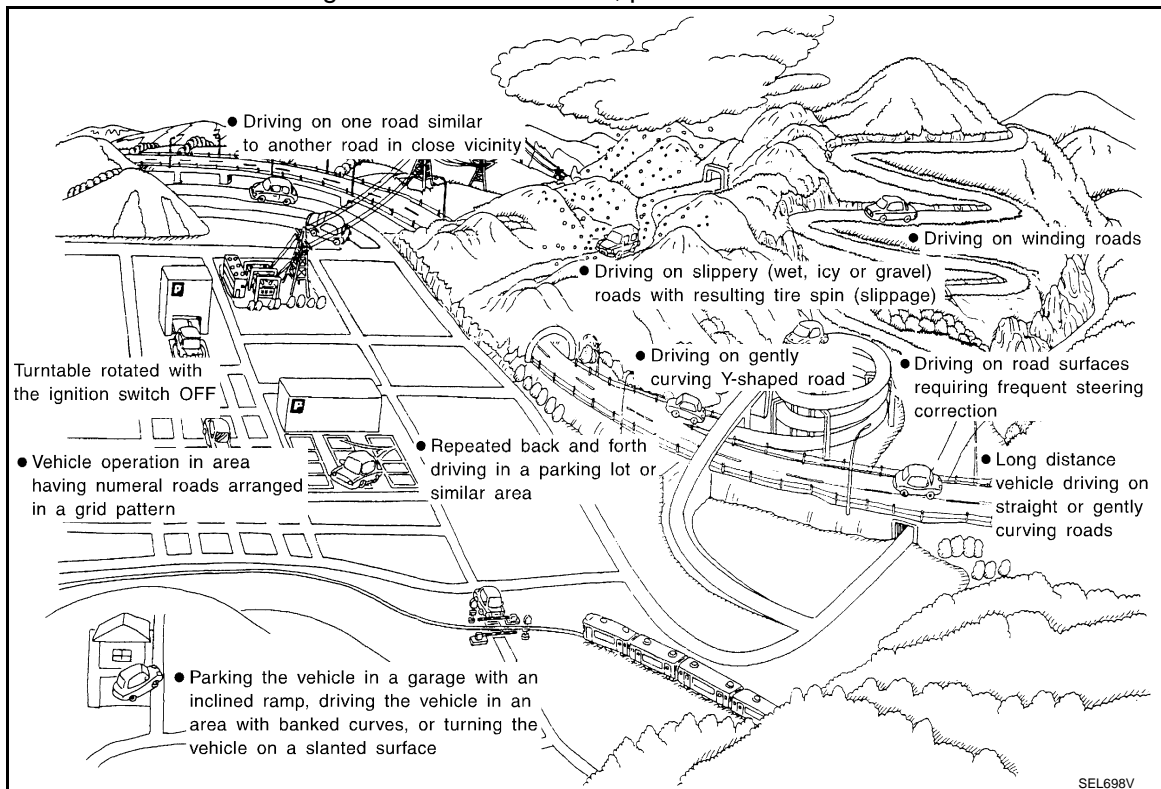 ● Driving on one road similar
to another road in close vicinity
● Driving on winding roads
● Driving on slippery (wet, icy or gravel)
roads with resulting tire spin (slippage)
● Driving on gently
curving Y-shaped road
● Driving on road surfaces
requiring frequent steering
correction
Turntable rotated with
the ignition switch OFF
P
P
● Repeated back and forth
driving in a parking lot or
similar area
● Vehicle operation in area
having numeral roads arranged
in a grid pattern
● Long distance
vehicle driving on
straight or gently
curving roads
● Parking the vehicle in a garage with an
inclined ramp, driving the vehicle in an
area with banked curves, or turning the
vehicle on a slanted surface
SEL698V